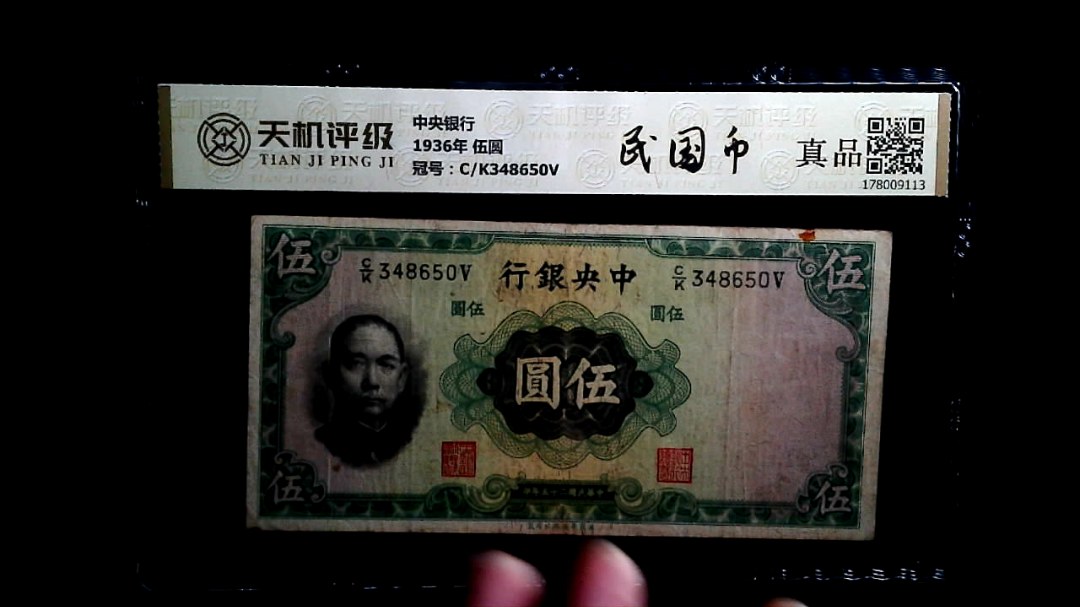 天机评级
TIAN JI PING JI
中央银行
1936年 伍圆
冠号：C/K348650V
民国币
真品
178009113
伍
伍
C/K 348650V
行銀央中
C/K 348650V
圓伍
圓伍
圓伍
伍
伍